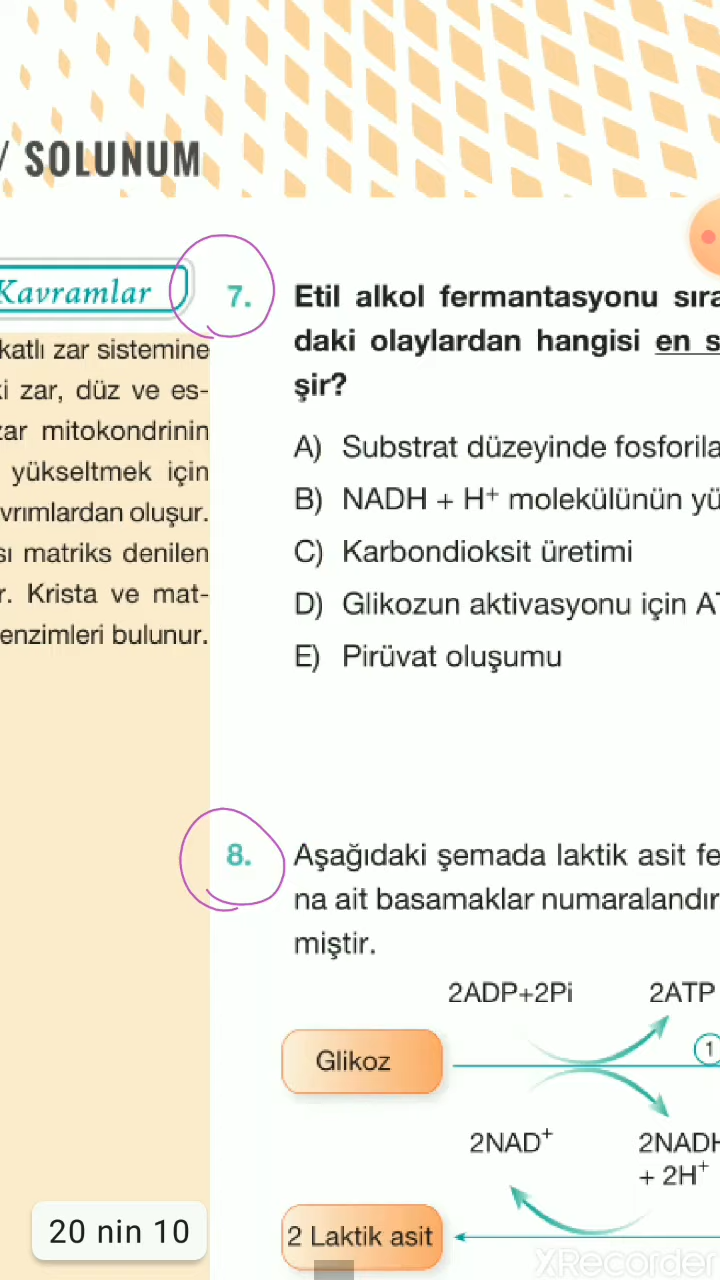 / SOLUNUM
Kavramlar
katlı zar sistemine
ki zar, düz ve es-
zar mitokondrinin
yükseltmek için
vrımlardan oluşur.
sı matriks denilen
r. Krista ve mat-
enzimleri bulunur.
7. Etil alkol fermantasyonu sıra
daki olaylardan hangisi en s
şir?
A) Substrat düzeyinde fosforila
B) NADH + H⁺ molekülünün yü
C) Karbondioksit üretimi
D) Glikozun aktivasyonu için AT
E) Pirüvat oluşumu
8. Aşağıdaki şemada laktik asit fe
na ait basamaklar numaralandır
miştir.
2ADP+2Pi 2ATP
Glikoz 1
2NAD⁺ 2NADH
+ 2H⁺
2 Laktik asit
20 nin 10
XRecorder